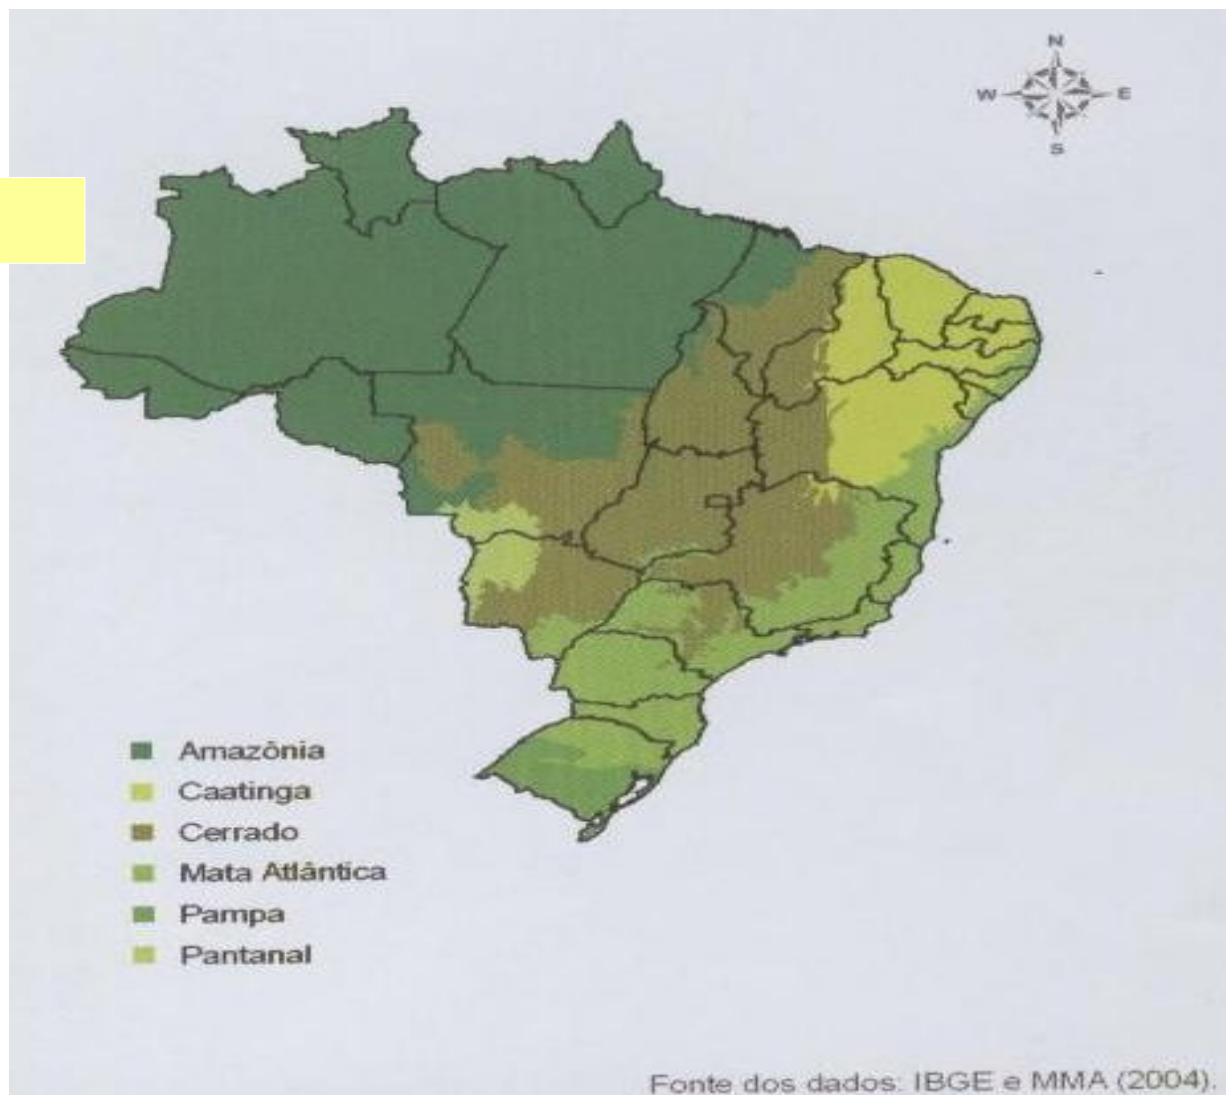 N
W E
S
Amazônia
Caatinga
Cerrado
Mata Atlântica
Pampa
Pantanal
Fonte dos dados: IBGE e MMA (2004).